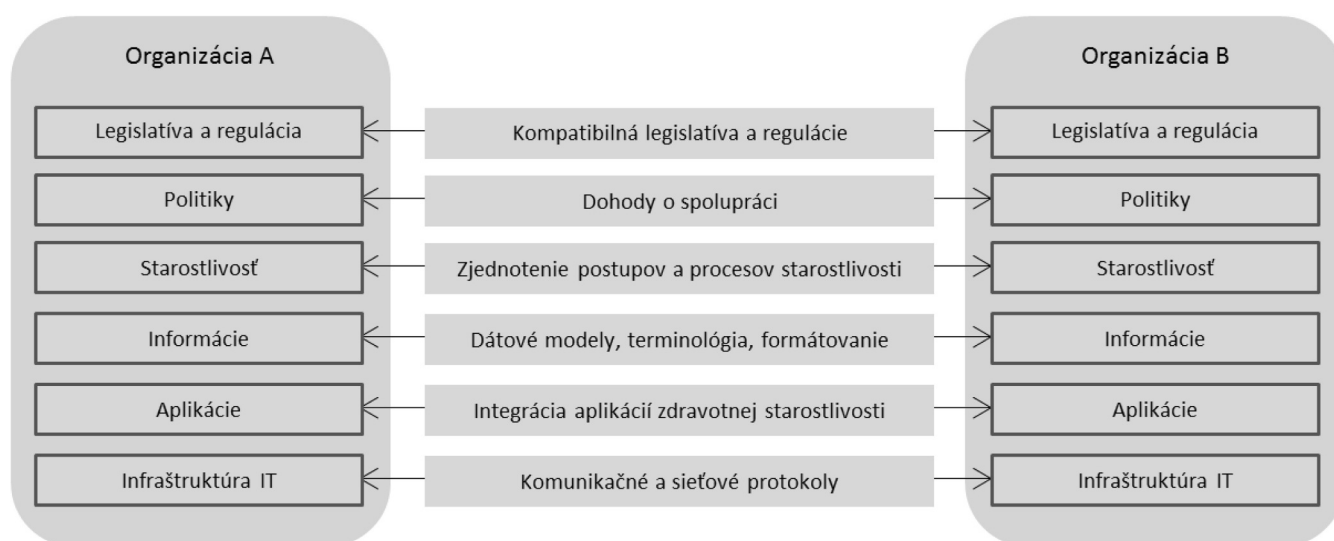 Organizácia A
Organizácia B
Legislatíva a regulácia
Kompatibilná legislatíva a regulácie
Legislatíva a regulácia
Politiky
Dohody o spolupráci
Politiky
Starostlivosť
Zjednotenie postupov a procesov starostlivosti
Starostlivosť
Informácie
Dátové modely, terminológia, formátovanie
Informácie
Aplikácie
Integrácia aplikácií zdravotnej starostlivosti
Aplikácie
Infraštruktúra IT
Komunikačné a sieťové protokoly
Infraštruktúra IT